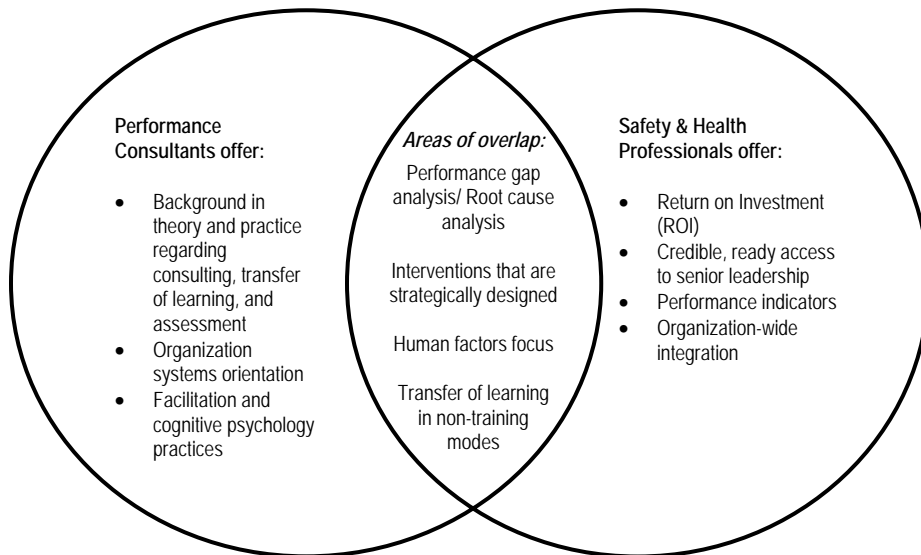 Performance
Consultants offer:
• Background in
theory and practice
regarding
consulting, transfer
of learning, and
assessment
• Organization
systems orientation
• Facilitation and
cognitive psychology
practices
Areas of overlap:
Performance gap
analysis/ Root cause
analysis
Interventions that are
strategically designed
Human factors focus
Transfer of learning
in non-training
modes
Safety & Health
Professionals offer:
• Return on Investment
(ROI)
• Credible, ready access
to senior leadership
• Performance indicators
• Organization-wide
integration